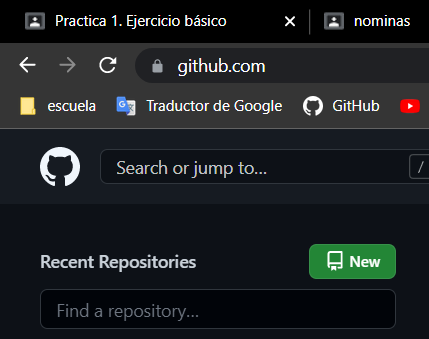 Practica 1. Ejercicio básico
nominas
github.com
escuela
Traductor de Google
GitHub
Search or jump to...
/
Recent Repositories
New
Find a repository...